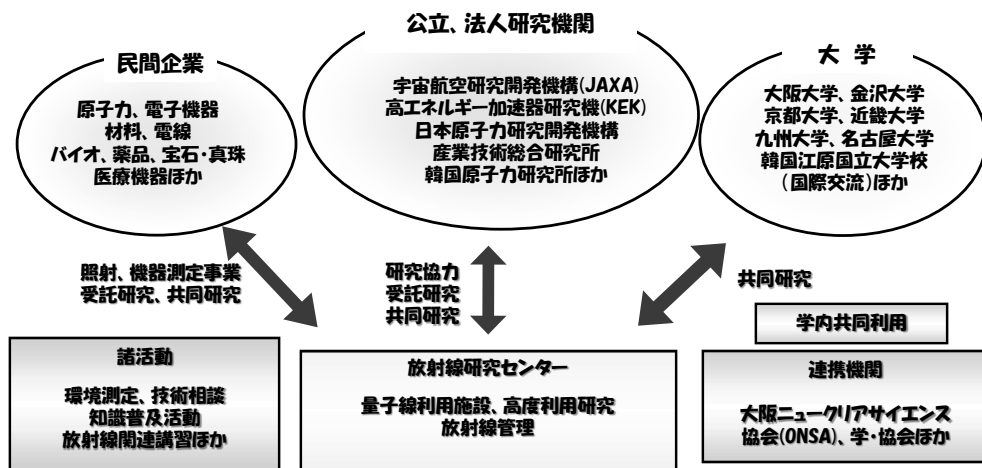 公立、法人研究機関
宇宙航空研究開発機構(JAXA)
高エネルギー加速器研究機(KEK)
日本原子力研究開発機構
産業技術総合研究所
韓国原子力研究所ほか
民間企業
原子力、電子機器
材料、電線
バイオ、薬品、宝石・真珠
医療機器ほか
大 学
大阪大学、金沢大学
京都大学、近畿大学
九州大学、名古屋大学
韓国江原国立大学校
(国際交流)ほか
照射、機器測定事業
受託研究、共同研究
研究協力
受託研究
共同研究
共同研究
学内共同利用
諸活動
環境測定、技術相談
知識普及活動
放射線関連講習ほか
放射線研究センター
量子線利用施設、高度利用研究
放射線管理
連携機関
大阪ニュークリアサイエンス
協会(ONSA)、学・協会ほか